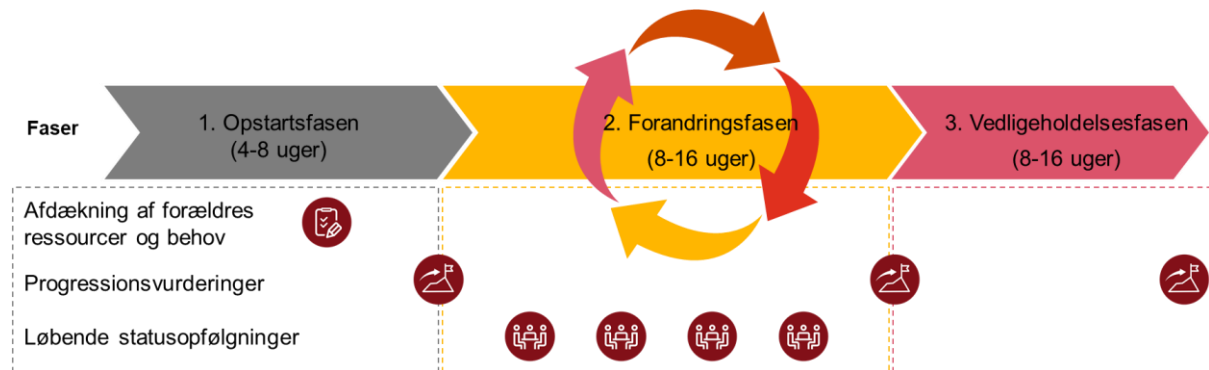 Faser
1. Opstartsfasen
(4-8 uger)
2. Forandringsfasen
(8-16 uger)
3. Vedligeholdelsesfasen
(8-16 uger)
Afdækning af forældres
ressourcer og behov
Progressionsvurderinger
Løbende statusopfølgninger